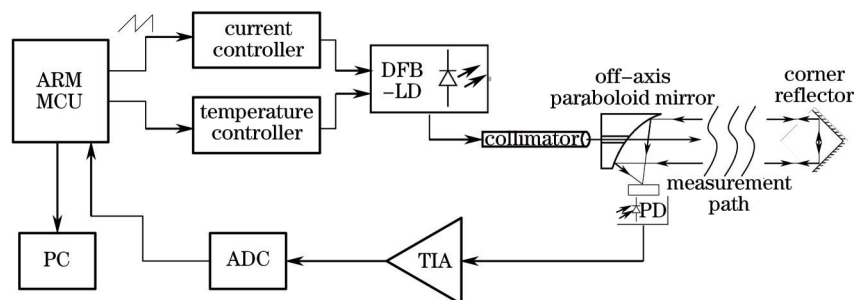 current
controller
ARM
MCU
DFB
-LD
off-axis
paraboloid mirror
corner
reflector
temperature
controller
collimator
measurement
path
PD
PC
ADC
TIA